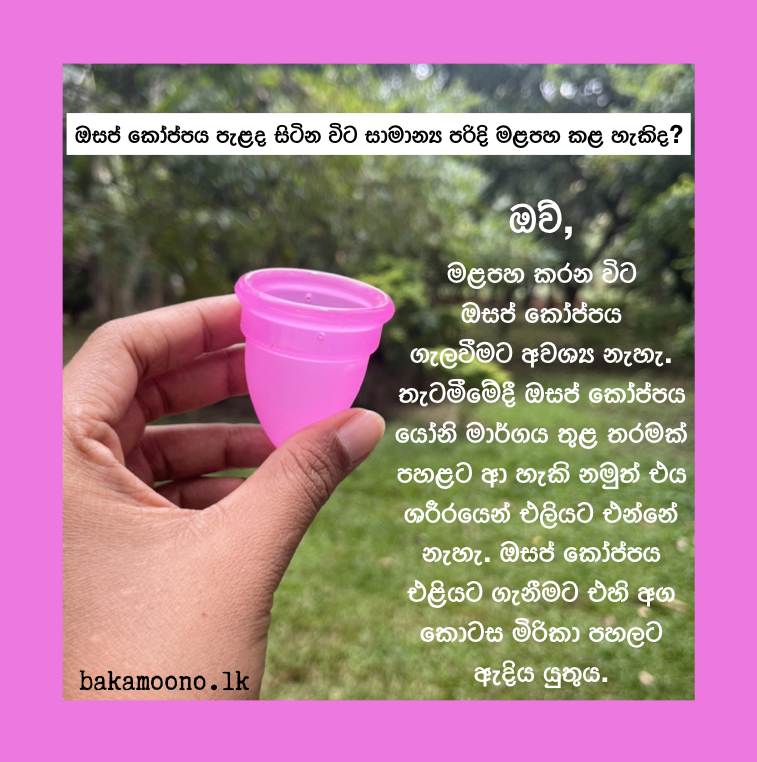 ඔසප් කෝප්පය පැළඳ සිටින විට සාමාන්‍ය පරිදි මළපහ කළ හැකිද?
ඔව්,
මළපහ කරන විට
ඔසප් කෝප්පය
ගැලවීමට අවශ්‍ය නැහැ.
තැටමීමේදී ඔසප් කෝප්පය
යෝනි මාර්ගය තුළ තරමක්
පහළට ආ හැකි නමුත් එය
ශරීරයෙන් එලියට එන්නේ
නැහැ. ඔසප් කෝප්පය
එළියට ගැනීමට එහි අග
කොටස මිරිකා පහලට
ඇදිය යුතුය.
bakamoono.lk